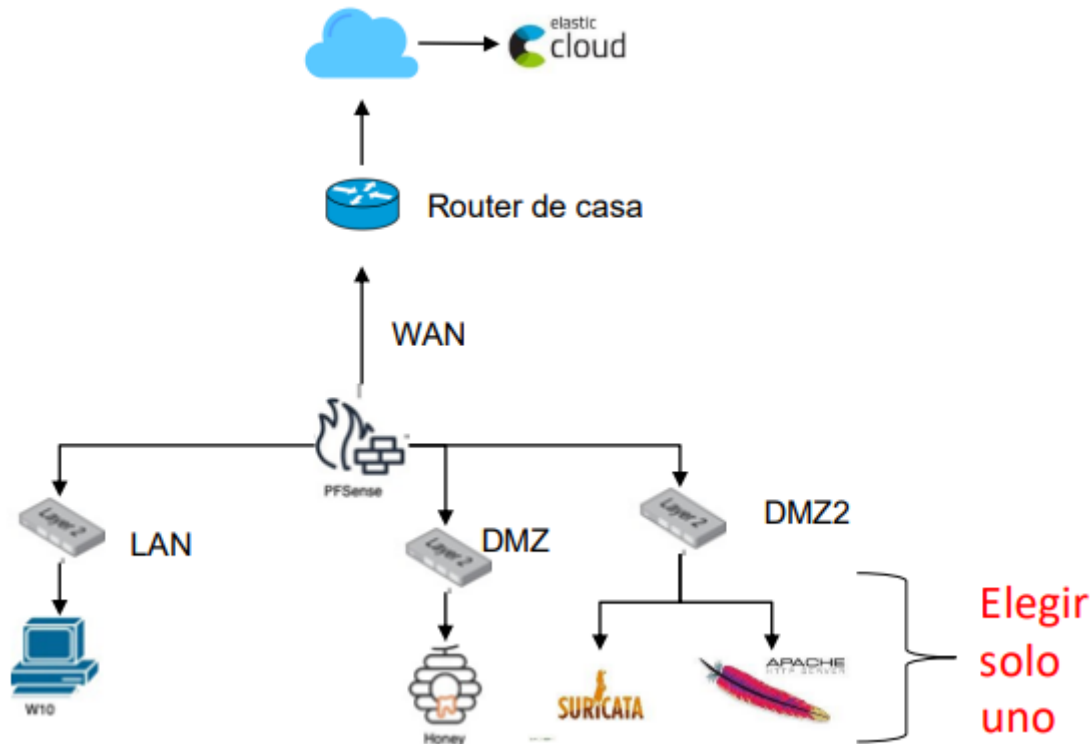 elastic
cloud
Router de casa
WAN
PFSense
Layer 2
LAN
Layer 2
DMZ
Layer 2
DMZ2
W10
Honey
SURICATA
APACHE
HTTP SERVER
Elegir
solo
uno